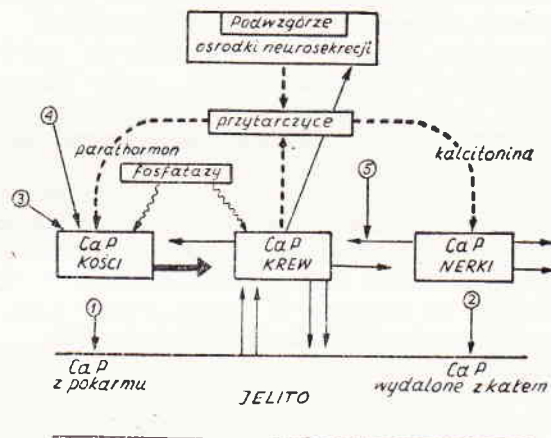 Podwzgórze
ośrodki neurosekrecji
przytarczyce
④
parathormon
kalcitonina
fosfatazy
⑤
③
Ca P
KOŚCI
Ca P
KREW
Ca P
NERKI
①
②
Ca P
z pokarmu
JELITO
Ca P
wydalone z kałem